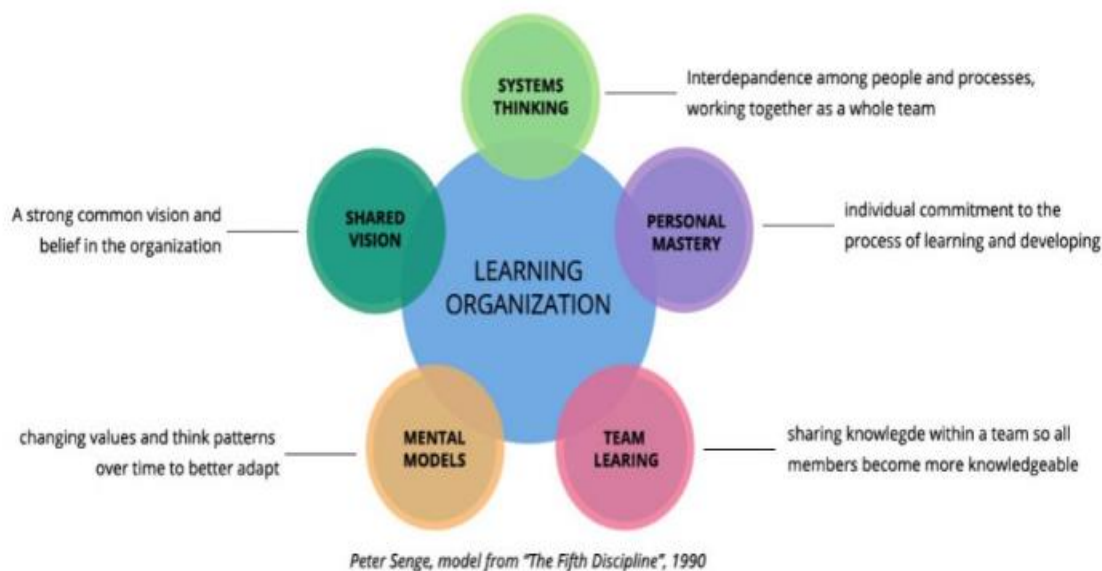 SYSTEMS
THINKING
Interdepandence among people and processes,
working together as a whole team
SHARED
VISION
A strong common vision and
belief in the organization
PERSONAL
MASTERY
individual commitment to the
process of learning and developing
LEARNING
ORGANIZATION
MENTAL
MODELS
changing values and think patterns
over time to better adapt
TEAM
LEARING
sharing knowlegde within a team so all
members become more knowledgeable
Peter Senge, model from "The Fifth Discipline", 1990